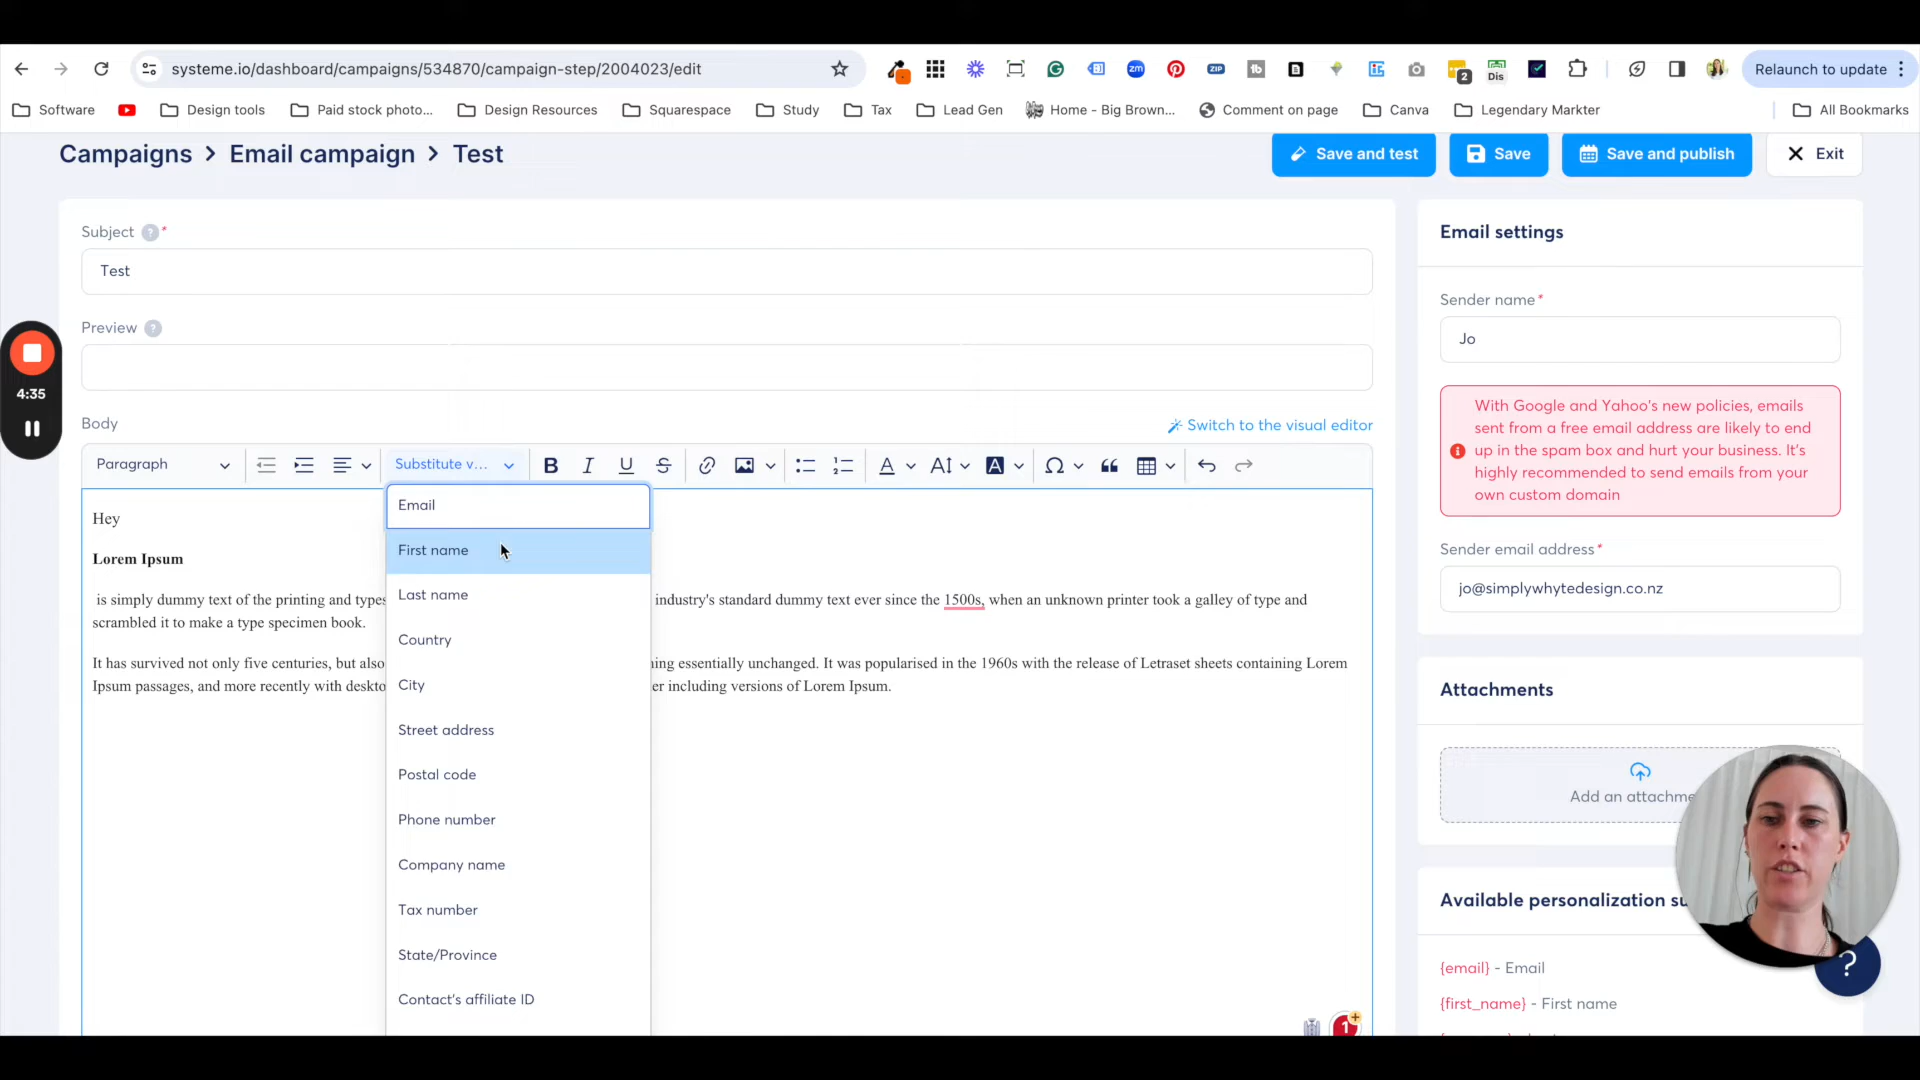 systeme.io/dashboard/campaigns/534870/campaign-step/2004023/edit
zm
ZIP
tb
2
Dis
Relaunch to update
Software
Design tools
Paid stock photo...
Design Resources
Squarespace
Study
Tax
Lead Gen
Home - Big Brown...
Comment on page
Canva
Legendary Markter
All Bookmarks
Campaigns > Email campaign > Test
Save and test
Save
Save and publish
Exit
Subject ? *
Test
Preview ?
4:35
Body
Switch to the visual editor
Paragraph
Substitute v...
B I U S
A
AI
A
Ω
Email
First name
Last name
Country
City
Street address
Postal code
Phone number
Company name
Tax number
State/Province
Contact's affiliate ID
Hey
Lorem Ipsum
is simply dummy text of the printing and types
industry's standard dummy text ever since the 1500s, when an unknown printer took a galley of type and
scrambled it to make a type specimen book.
It has survived not only five centuries, but also
essentially unchanged. It was popularised in the 1960s with the release of Letraset sheets containing Lorem
Ipsum passages, and more recently with deskto
er including versions of Lorem Ipsum.
1
Email settings
Sender name*
Jo
With Google and Yahoo's new policies, emails
sent from a free email address are likely to end
up in the spam box and hurt your business. It's
highly recommended to send emails from your
own custom domain
Sender email address*
jo@simplywhytedesign.co.nz
Attachments
Add an attachme
Available personalization su
{email} - Email
{first_name} - First name
?